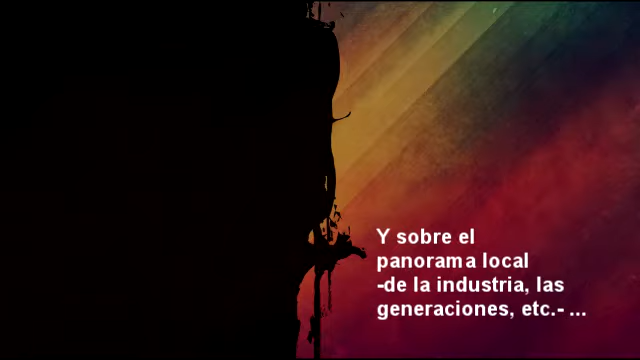 Y sobre el
panorama local
-de la industria, las
generaciones, etc.- ...